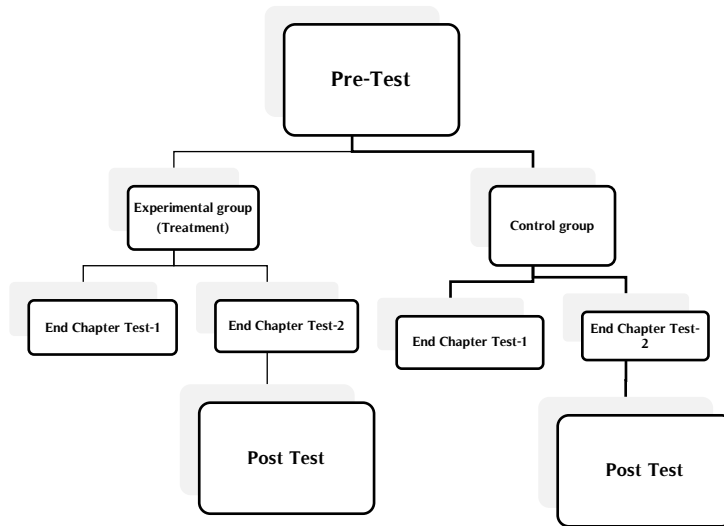 Pre-Test
Experimental group
(Treatment)
Control group
End Chapter Test-1
End Chapter Test-2
End Chapter Test-1
End Chapter Test-
2
Post Test
Post Test